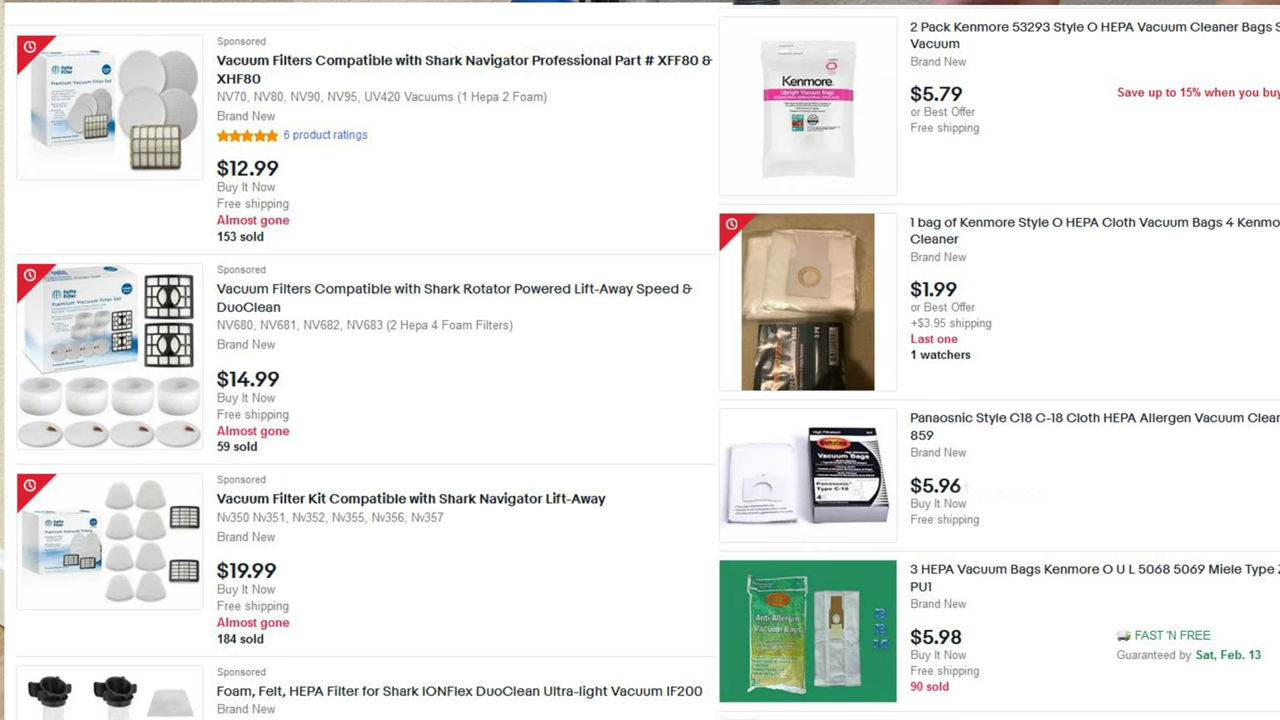 Sponsored
Vacuum Filters Compatible with Shark Navigator Professional Part # XFF80 &
XHF80
NV70, NV80, NV90, NV95, UV420 Vacuums (1 Hepa 2 Foam)
Brand New
6 product ratings
$12.99
Buy It Now
Free shipping
Almost gone
153 sold
Sponsored
Vacuum Filters Compatible with Shark Rotator Powered Lift-Away Speed &
DuoClean
NV680, NV681, NV682, NV683 (2 Hepa 4 Foam Filters)
Brand New
$14.99
Buy It Now
Free shipping
Almost gone
59 sold
Sponsored
Vacuum Filter Kit Compatible with Shark Navigator Lift-Away
Nv350 Nv351, Nv352, Nv355, Nv356, Nv357
Brand New
$19.99
Buy It Now
Free shipping
Almost gone
184 sold
Sponsored
Foam, Felt, HEPA Filter for Shark IONFlex DuoClean Ultra-light Vacuum IF200
Brand New
Kenmore
Upright Vacuum Bags
2 Pack Kenmore 53293 Style O HEPA Vacuum Cleaner Bags S
Vacuum
Brand New
$5.79
or Best Offer
Free shipping
Save up to 15% when you buy
1 bag of Kenmore Style O HEPA Cloth Vacuum Bags 4 Kenmo
Cleaner
Brand New
$1.99
or Best Offer
+$3.95 shipping
Last one
1 watchers
Vacuum Bags
Panasonic
Type C-18
Panaosnic Style C18 C-18 Cloth HEPA Allergen Vacuum Clean
859
Brand New
$5.96
Buy It Now
Free shipping
Anti-Allergen
Vacuum Bags
3 HEPA Vacuum Bags Kenmore O U L 5068 5069 Miele Type Z
PU1
Brand New
$5.98
Buy It Now
Free shipping
90 sold
FAST 'N FREE
Guaranteed by Sat, Feb. 13